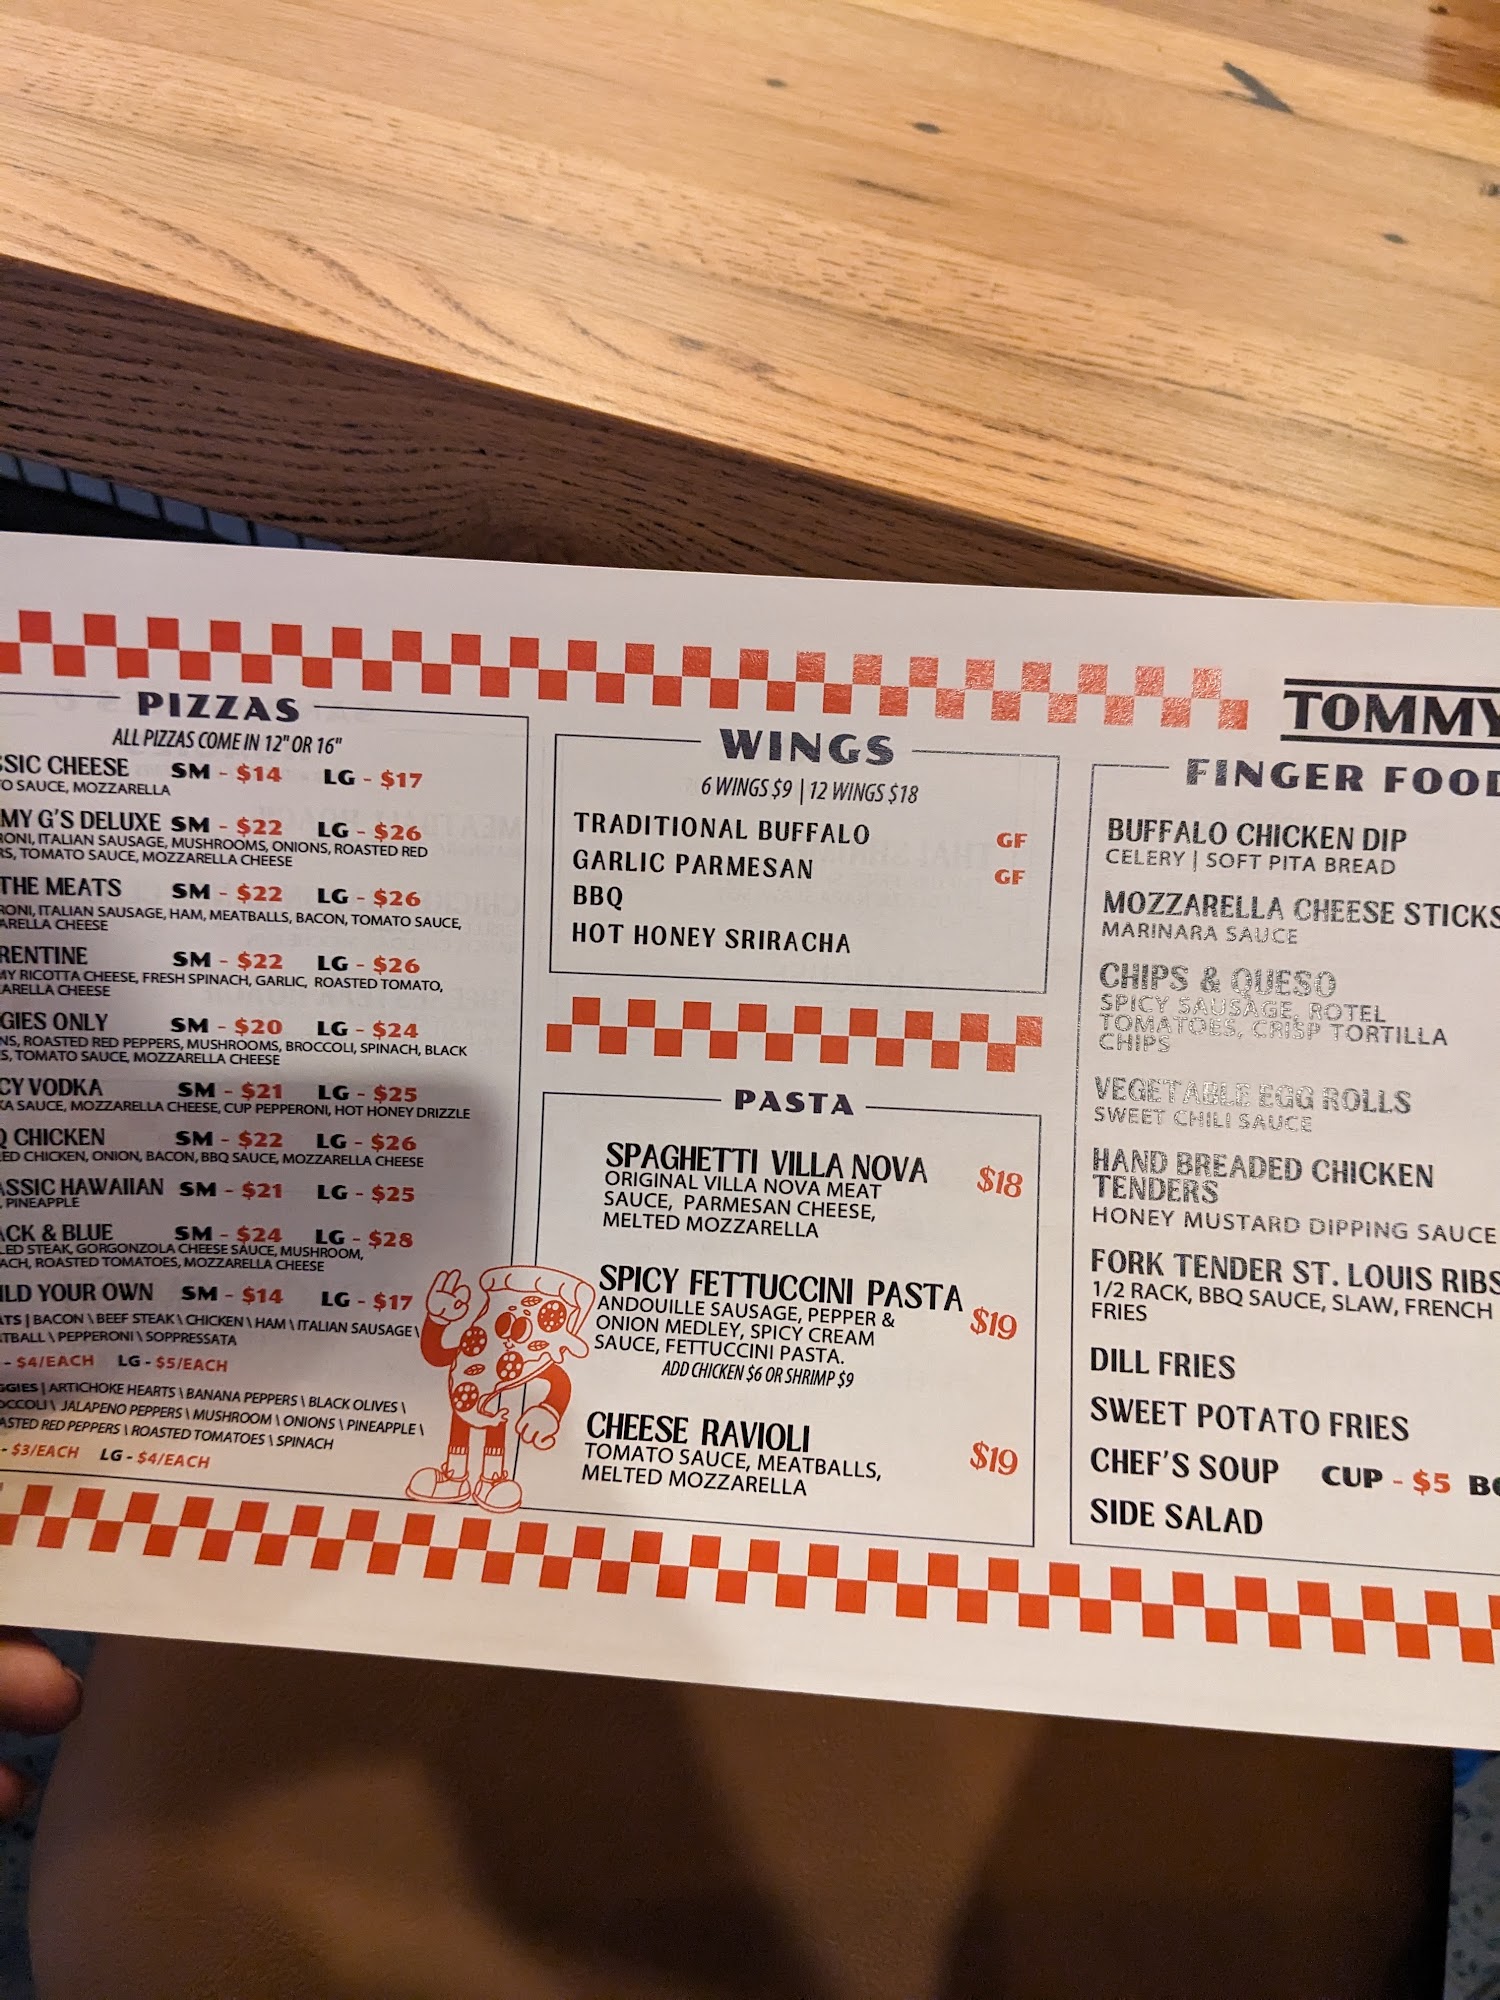 PIZZAS
ALL PIZZAS COME IN 12" OR 16"
SSIC CHEESE SM - $14 LG - $17
O SAUCE, MOZZARELLA
MY G'S DELUXE SM - $22 LG - $26
RONI, ITALIAN SAUSAGE, MUSHROOMS, ONIONS, ROASTED RED
RS, TOMATO SAUCE, MOZZARELLA CHEESE
THE MEATS SM - $22 LG - $26
RONI, ITALIAN SAUSAGE, HAM, MEATBALLS, BACON, TOMATO SAUCE,
ARELLA CHEESE
RENTINE SM - $22 LG - $26
MY RICOTTA CHEESE, FRESH SPINACH, GARLIC, ROASTED TOMATO,
ARELLA CHEESE
GIES ONLY SM - $20 LG - $24
NS, ROASTED RED PEPPERS, MUSHROOMS, BROCCOLI, SPINACH, BLACK
S, TOMATO SAUCE, MOZZARELLA CHEESE
CY VODKA SM - $21 LG - $25
KA SAUCE, MOZZARELLA CHEESE, CUP PEPPERONI, HOT HONEY DRIZZLE
Q CHICKEN SM - $22 LG - $26
ED CHICKEN, ONION, BACON, BBQ SAUCE, MOZZARELLA CHEESE
ASSIC HAWAIIAN SM - $21 LG - $25
, PINEAPPLE
ACK & BLUE SM - $24 LG - $28
LED STEAK, GORGONZOLA CHEESE SAUCE, MUSHROOM,
ACH, ROASTED TOMATOES, MOZZARELLA CHEESE
ILD YOUR OWN SM - $14 LG - $17
ATS | BACON \ BEEF STEAK \ CHICKEN \ HAM \ ITALIAN SAUSAGE \
TBALL \ PEPPERONI \ SOPPRESSATA
- $4/EACH LG - $5/EACH
GGIES | ARTICHOKE HEARTS \ BANANA PEPPERS \ BLACK OLIVES \
OCCOLI \ JALAPENO PEPPERS \ MUSHROOM \ ONIONS \ PINEAPPLE \
ASTED RED PEPPERS \ ROASTED TOMATOES \ SPINACH
- $3/EACH LG - $4/EACH
WINGS
6 WINGS $9 | 12 WINGS $18
TRADITIONAL BUFFALO GF
GARLIC PARMESAN GF
BBQ
HOT HONEY SRIRACHA
PASTA
SPAGHETTI VILLA NOVA $18
ORIGINAL VILLA NOVA MEAT
SAUCE, PARMESAN CHEESE,
MELTED MOZZARELLA
SPICY FETTUCCINI PASTA $19
ANDOUILLE SAUSAGE, PEPPER &
ONION MEDLEY, SPICY CREAM
SAUCE, FETTUCCINI PASTA.
ADD CHICKEN $6 OR SHRIMP $9
CHEESE RAVIOLI $19
TOMATO SAUCE, MEATBALLS,
MELTED MOZZARELLA
TOMMY
FINGER FOOD
BUFFALO CHICKEN DIP
CELERY | SOFT PITA BREAD
MOZZARELLA CHEESE STICKS
MARINARA SAUCE
CHIPS & QUESO
SPICY SAUSAGE, ROTEL
TOMATOES, CRISP TORTILLA
CHIPS
VEGETABLE EGG ROLLS
SWEET CHILI SAUCE
HAND BREADED CHICKEN
TENDERS
HONEY MUSTARD DIPPING SAUCE
FORK TENDER ST. LOUIS RIBS
1/2 RACK, BBQ SAUCE, SLAW, FRENCH
FRIES
DILL FRIES
SWEET POTATO FRIES
CHEF'S SOUP CUP - $5 BO
SIDE SALAD